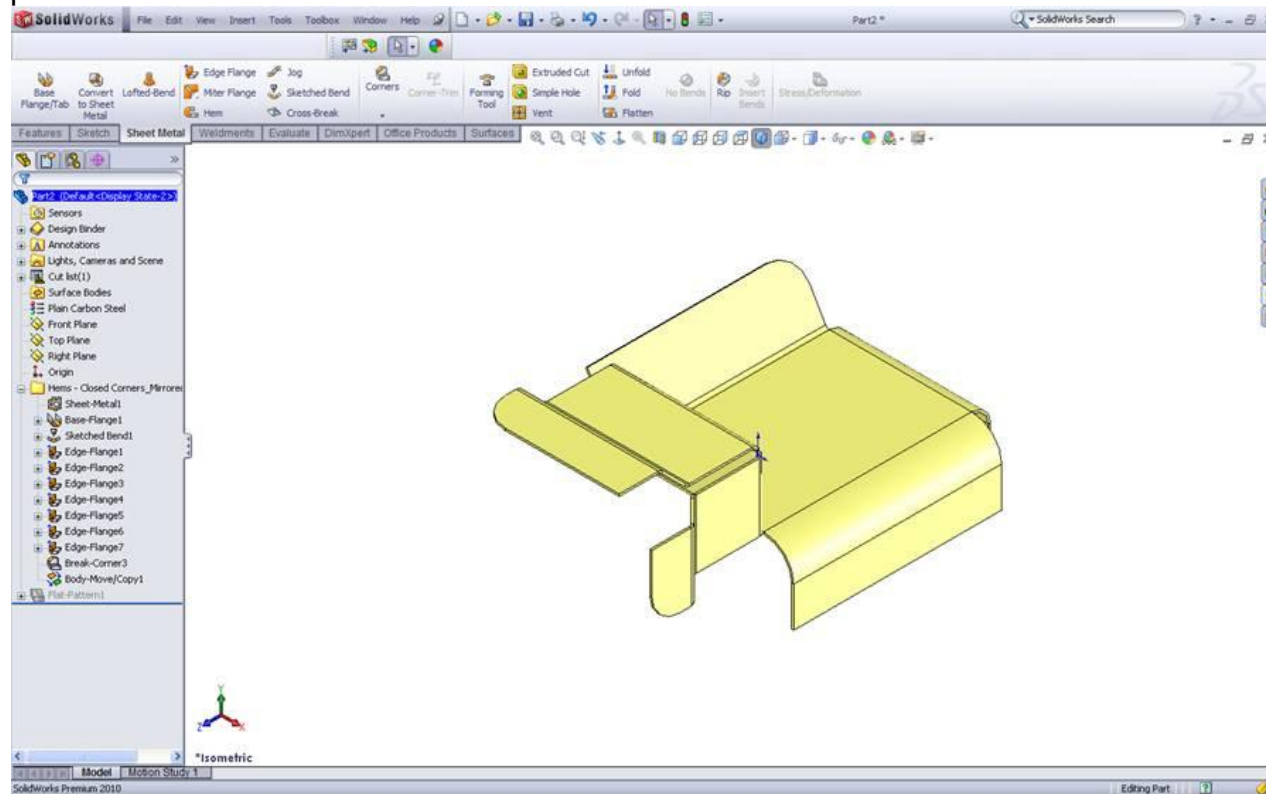 SolidWorks File Edit View Insert Tools Toolbox Window Help Part2 * SolidWorks Search ?
Base Flange/Tab
Convert to Sheet Metal
Lofted-Bend
Edge Flange
Miter Flange
Hem
Jog
Sketched Bend
Cross-Break
Corners
Corner-Trim
Forming Tool
Extruded Cut
Simple Hole
Vent
Unfold
Fold
Flatten
No Bends
Rip
Insert Bends
Stress/Deformation
Features Sketch Sheet Metal Weldments Evaluate DimXpert Office Products Surfaces
Part2 (Default<Display State-2>)
Sensors
Design Binder
Annotations
Lights, Cameras and Scene
Cut list(1)
Surface Bodies
Plain Carbon Steel
Front Plane
Top Plane
Right Plane
Origin
Hems - Closed Corners_Mirrored
Sheet-Metal1
Base-Flange1
Sketched Bend1
Edge-Flange1
Edge-Flange2
Edge-Flange3
Edge-Flange4
Edge-Flange5
Edge-Flange6
Edge-Flange7
Break-Corner3
Body-Move/Copy1
Flat-Pattern1
Y
Z X
*Isometric
Model Motion Study 1
SolidWorks Premium 2010 Editing Part ?